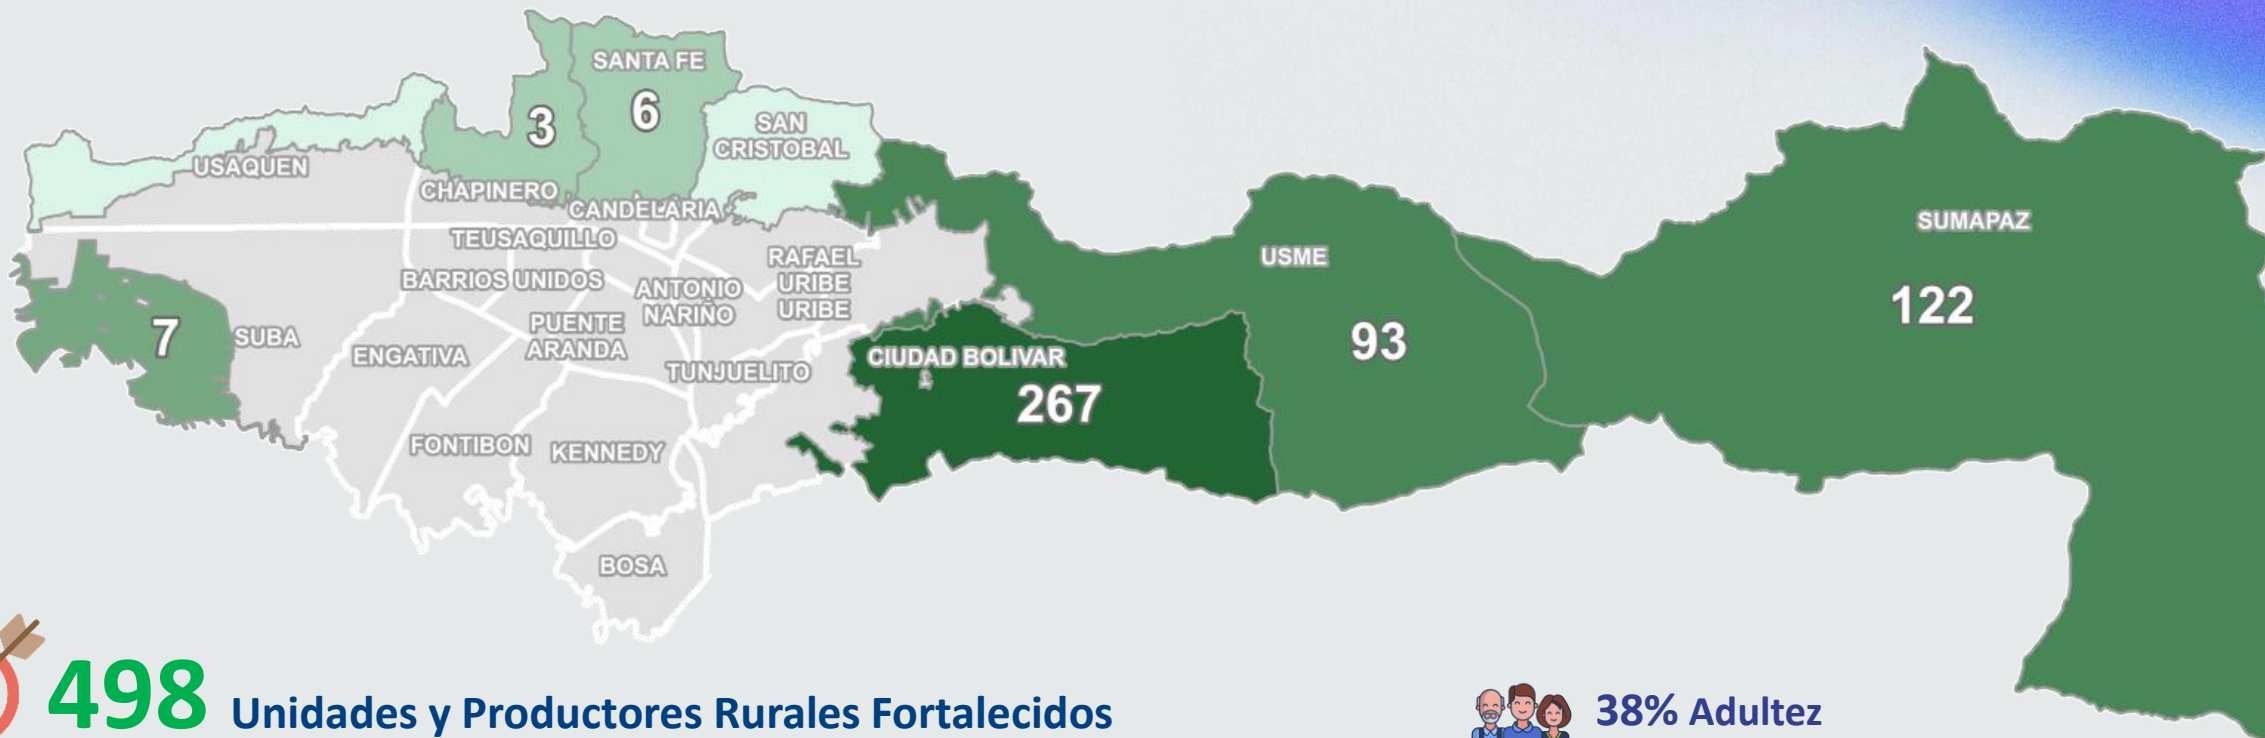 SANTA FE
6
3
SAN
CRISTOBAL
USAQUEN
CHAPINERO
CANDELARIA
TEUSAQUILLO
BARRIOS UNIDOS
ANTONIO
NARIÑO
RAFAEL
URIBE
URIBE
PUENTE
ARANDA
7
SUBA
ENGATIVA
TUNJUELITO
FONTIBON
KENNEDY
BOSA
CIUDAD BOLIVAR
267
USME
93
SUMAPAZ
122
498 Unidades y Productores Rurales Fortalecidos
38% Adultez